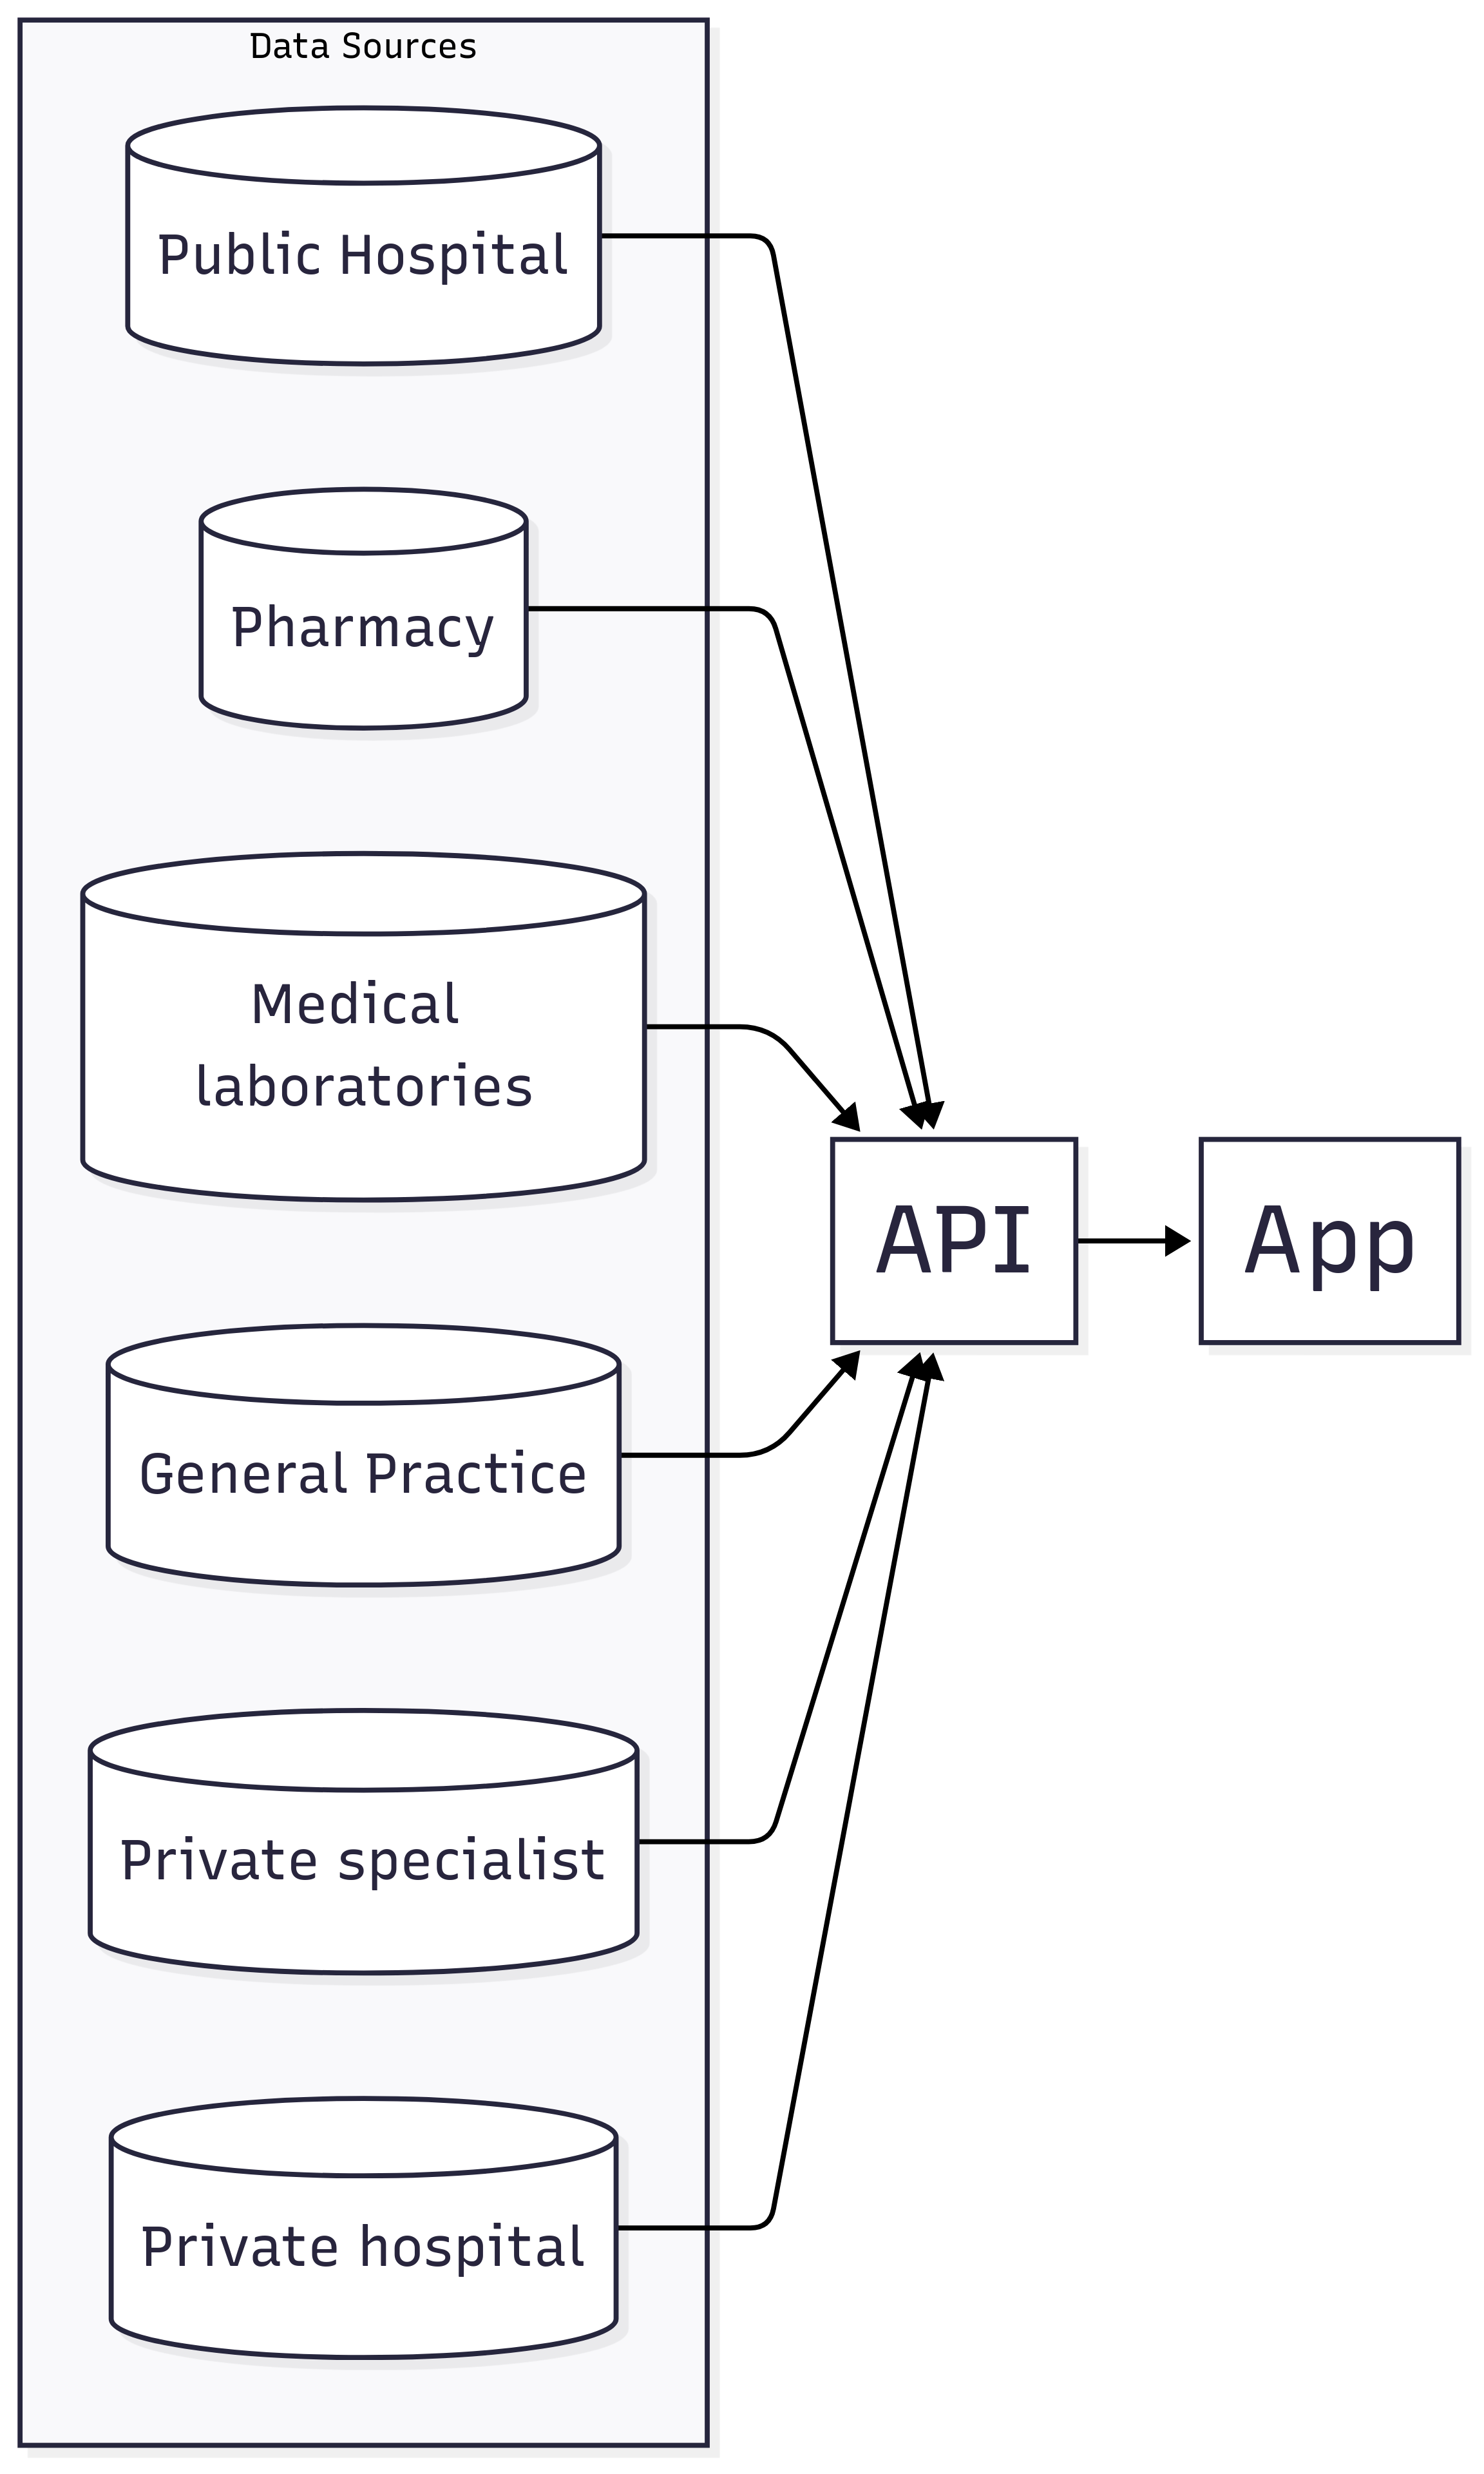 Data Sources
Public Hospital
Pharmacy
Medical
laboratories
API
App
General Practice
Private specialist
Private hospital